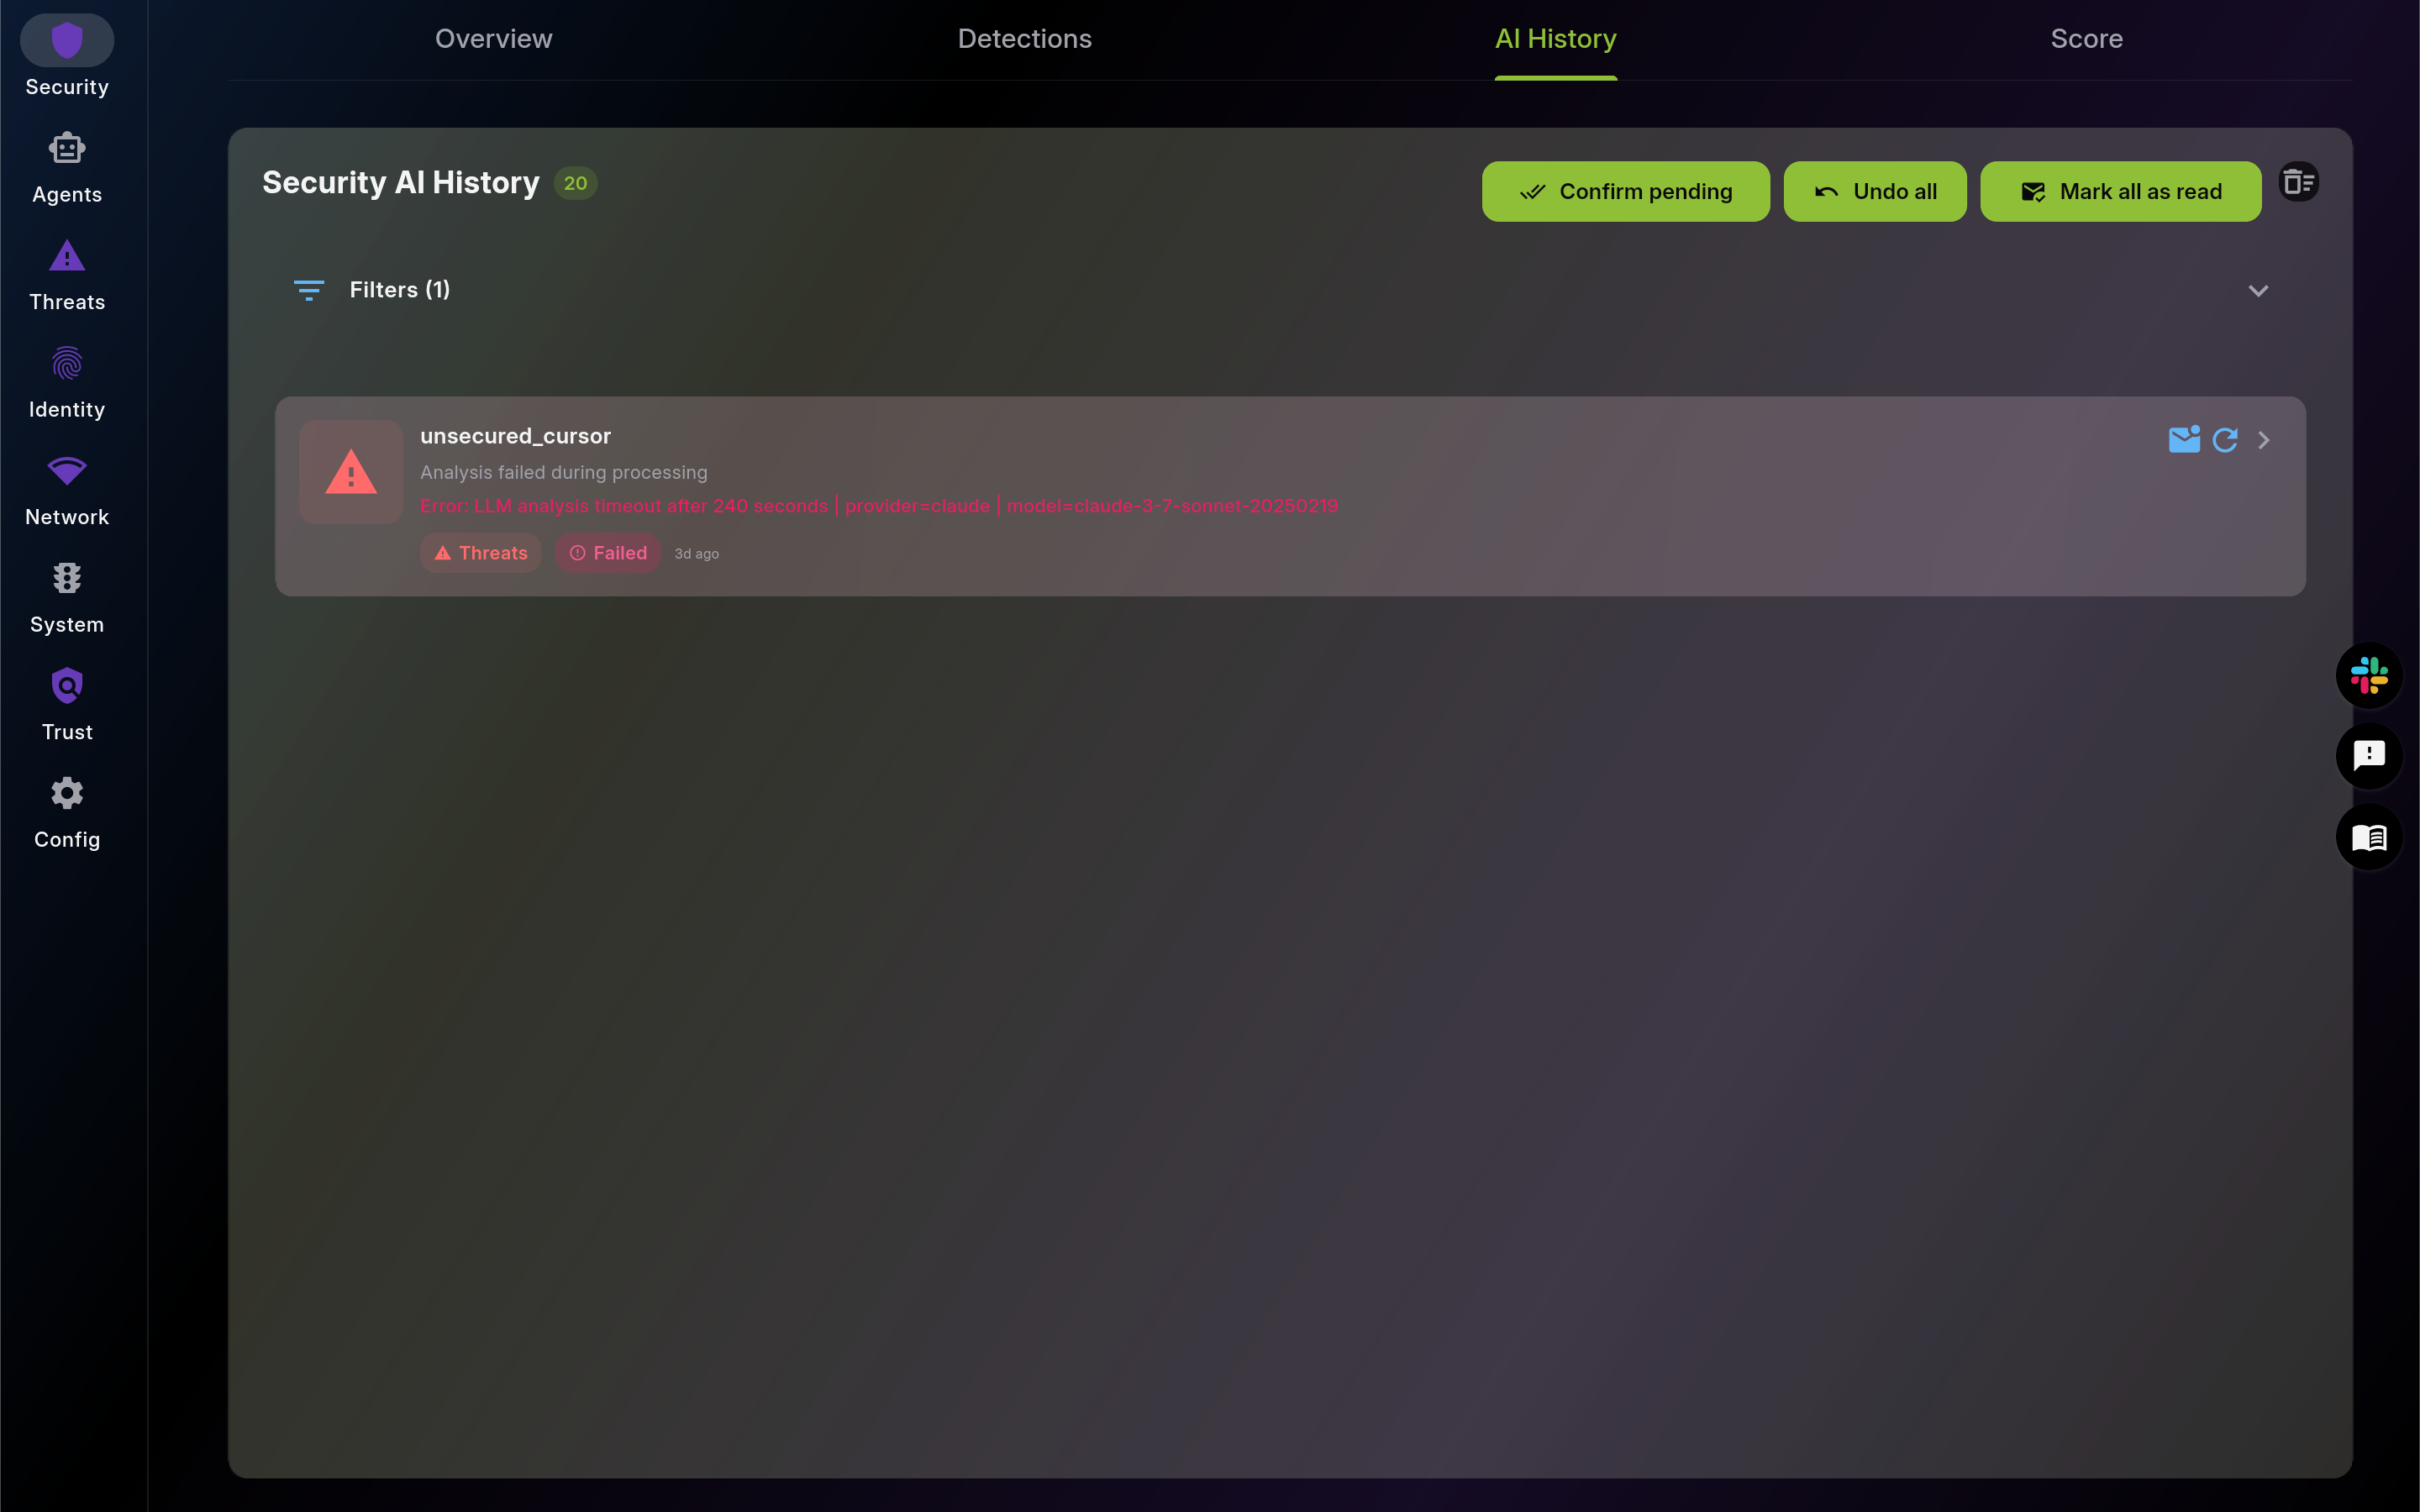 Overview
Detections
AI History
Score
Security
Agents
Threats
Identity
Network
System
Trust
Config
Security AI History 20
Confirm pending
Undo all
Mark all as read
Filters (1)
unsecured_cursor
Analysis failed during processing
Error: LLM analysis timeout after 240 seconds | provider=claude | model=claude-3-7-sonnet-20250219
Threats
Failed
3d ago